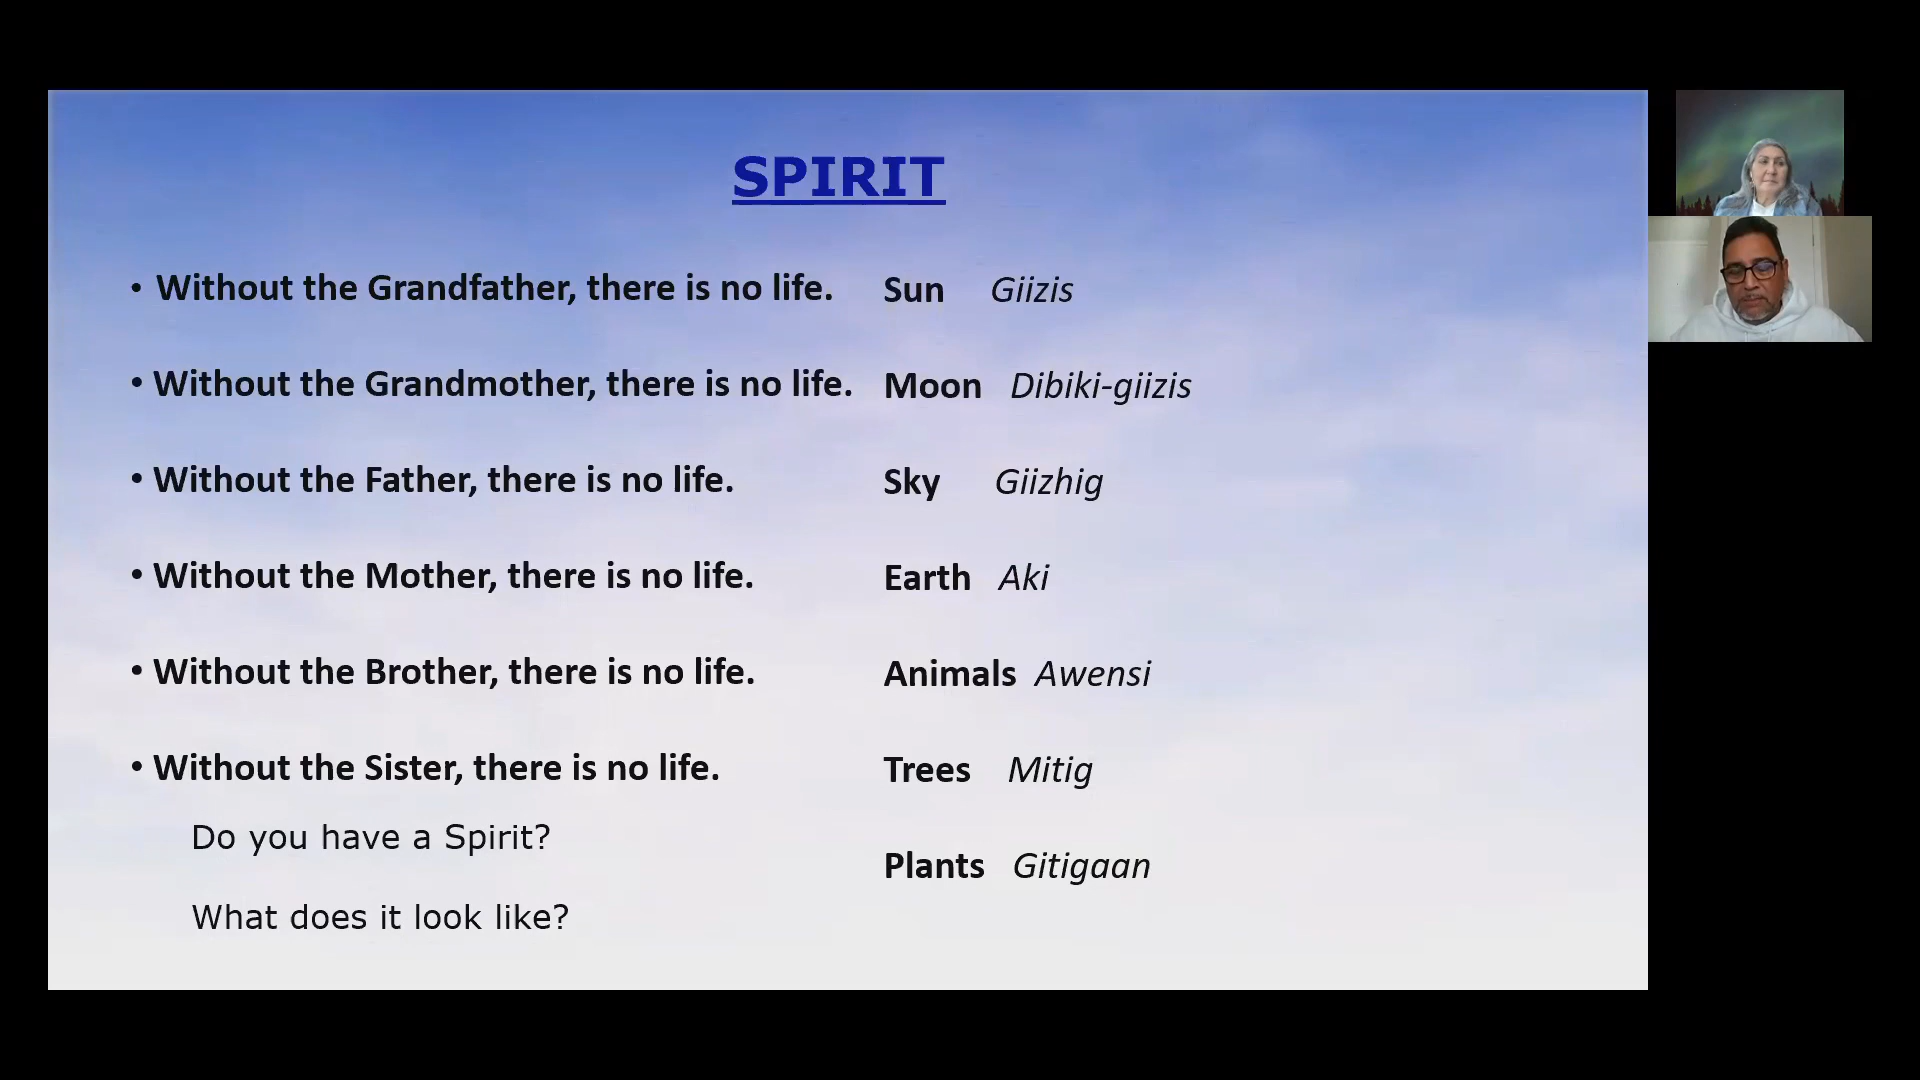 SPIRIT
• Without the Grandfather, there is no life. Sun Giizis
• Without the Grandmother, there is no life. Moon Dibiki-giizis
• Without the Father, there is no life. Sky Giizhig
• Without the Mother, there is no life. Earth Aki
• Without the Brother, there is no life. Animals Awensi
• Without the Sister, there is no life. Trees Mitig
Do you have a Spirit?
Plants Gitigaan
What does it look like?